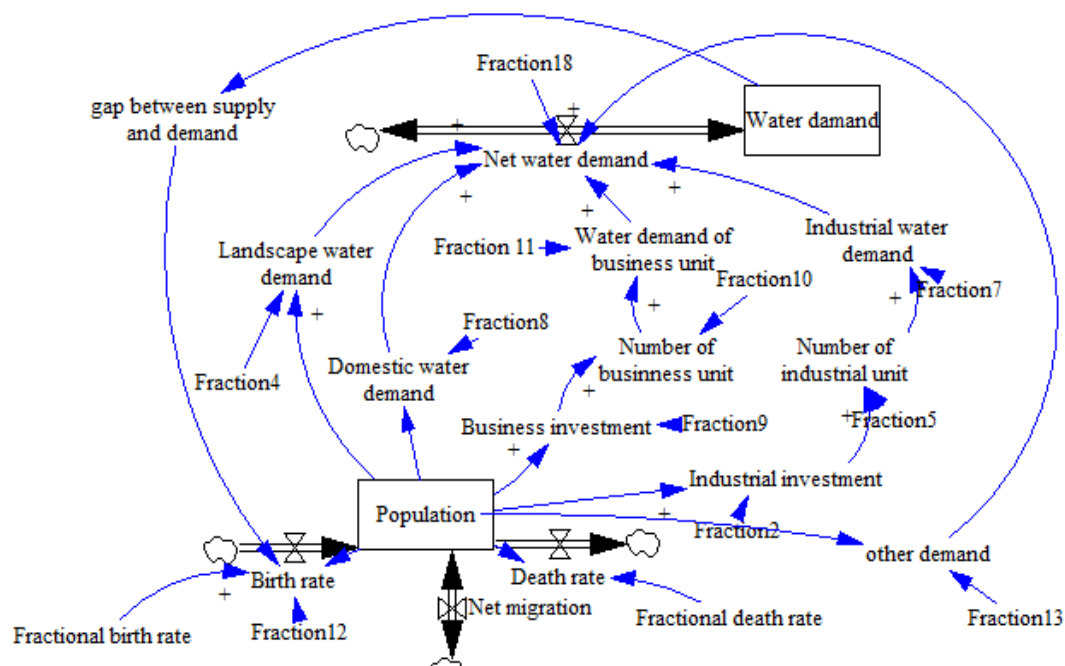 Fraction18
gap between supply
and demand
Water damand
+
+
Net water demand
+
+
+
Landscape water
demand
Fraction 11
Water demand of
business unit
Industrial water
demand
Fraction10
Fraction7
+
+
+
Fraction8
Domestic water
demand
Number of
businness unit
Number of
industrial unit
Fraction4
+
Business investment
Fraction9
+
Fraction5
+
Industrial investment
Population
+
Fraction2
other demand
Birth rate
Death rate
+
Net migration
Fractional birth rate
Fraction12
Fractional death rate
Fraction13